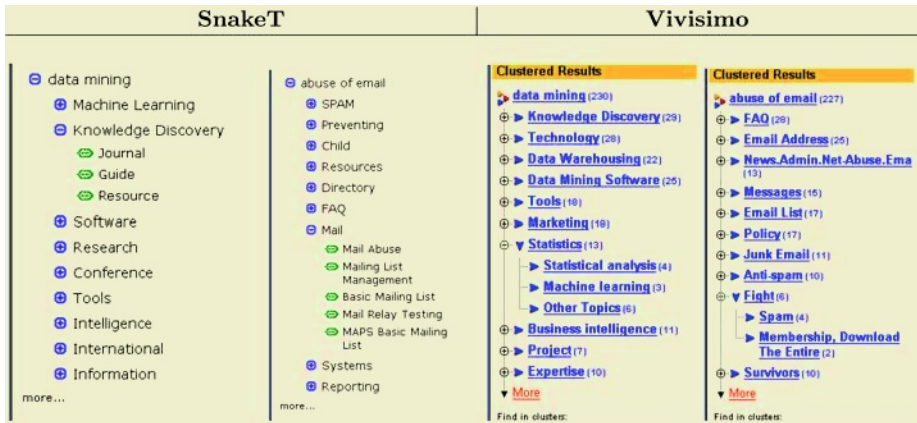 SnakeT
Vivisimo
data mining
Machine Learning
Knowledge Discovery
Journal
Guide
Resource
Software
Research
Conference
Tools
Intelligence
International
Information
more...
abuse of email
SPAM
Preventing
Child
Resources
Directory
FAQ
Mail
Mail Abuse
Mailing List
Management
Basic Mailing List
Mail Relay Testing
MAPS Basic Mailing
List
Systems
Reporting
more...
Clustered Results
data mining (230)
Knowledge Discovery (29)
Technology (28)
Data Warehousing (22)
Data Mining Software (25)
Tools (18)
Marketing (18)
Statistics (13)
Statistical analysis (4)
Machine learning (3)
Other Topics (6)
Business intelligence (11)
Project (7)
Expertise (10)
More
Find in clusters:
Clustered Results
abuse of email (227)
FAQ (28)
Email Address (25)
News.Admin.Net-Abuse.Ema
(13)
Messages (15)
Email List (17)
Policy (17)
Junk Email (11)
Anti-spam (10)
Fight (6)
Spam (4)
Membership, Download
The Entire (2)
Survivors (10)
More
Find in clusters: